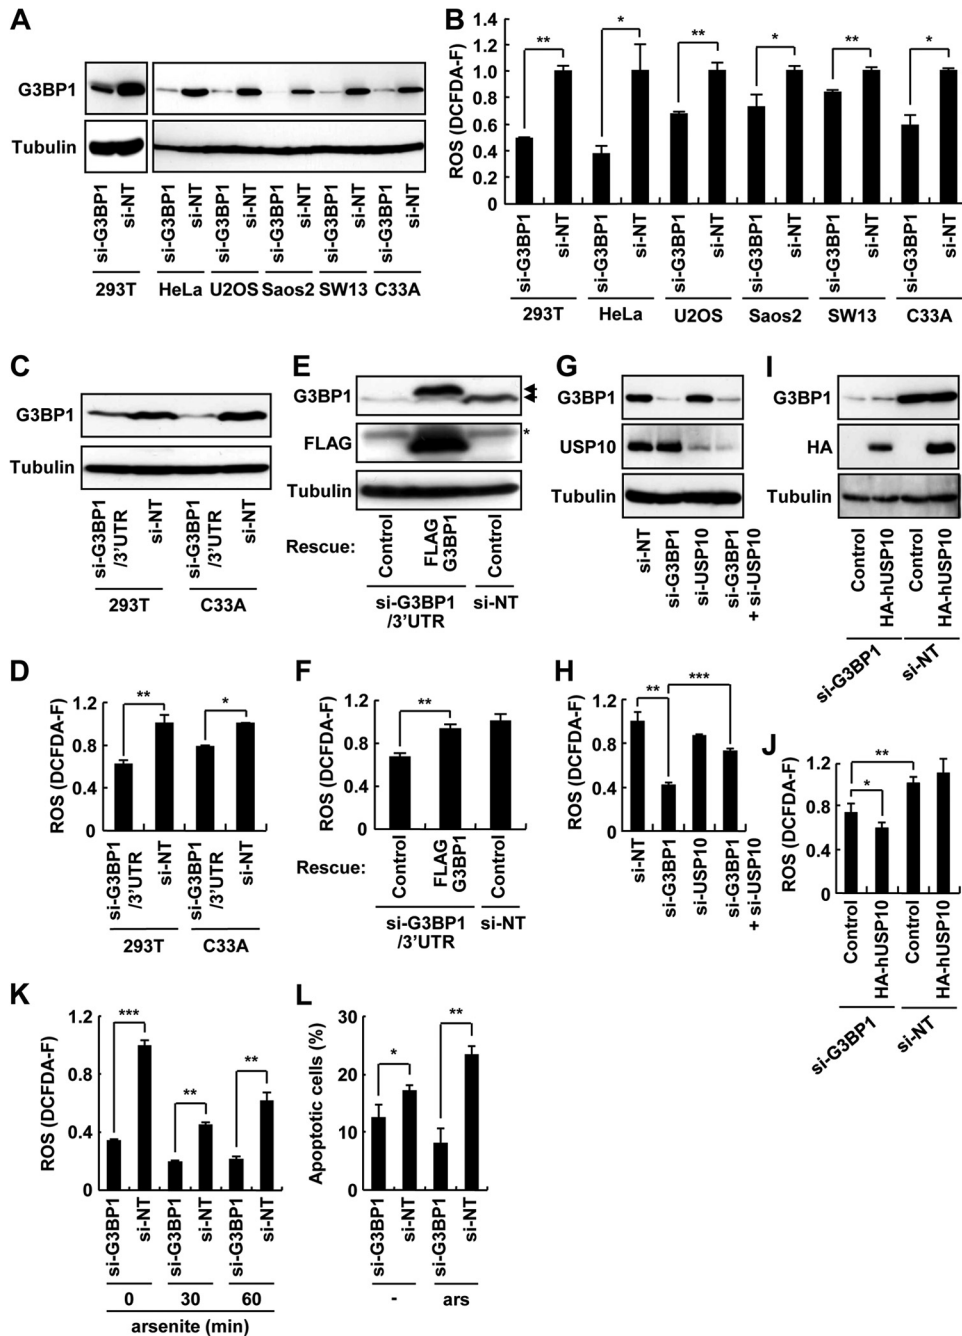 A
G3BP1
Tubulin
si-G3BP1
si-NT
si-G3BP1
si-NT
si-G3BP1
si-NT
si-G3BP1
si-NT
si-G3BP1
si-NT
si-G3BP1
si-NT
293T
HeLa
U2OS
Saos2
SW13
C33A
B
ROS (DCFDA-F)
1.4
1.2
1.0
0.8
0.6
0.4
0.2
0
**
*
**
*
**
*
si-G3BP1
si-NT
si-G3BP1
si-NT
si-G3BP1
si-NT
si-G3BP1
si-NT
si-G3BP1
si-NT
si-G3BP1
si-NT
293T
HeLa
U2OS
Saos2
SW13
C33A
C
G3BP1
Tubulin
si-G3BP1
/3'UTR
si-NT
si-G3BP1
/3'UTR
si-NT
293T
C33A
E
G3BP1
FLAG
*
Tubulin
Rescue:
Control
FLAG
G3BP1
Control
si-G3BP1
/3'UTR
si-NT
G
G3BP1
USP10
Tubulin
si-NT
si-G3BP1
si-USP10
si-G3BP1
+ si-USP10
I
G3BP1
HA
Tubulin
Control
HA-hUSP10
Control
HA-hUSP10
si-G3BP1
si-NT
D
ROS (DCFDA-F)
1.2
0.8
0.4
0
**
*
si-G3BP1
/3'UTR
si-NT
si-G3BP1
/3'UTR
si-NT
293T
C33A
F
ROS (DCFDA-F)
1.2
0.8
0.4
0
**
Rescue:
Control
FLAG
G3BP1
Control
si-G3BP1
/3'UTR
si-NT
H
ROS (DCFDA-F)
1.2
0.8
0.4
0
**
***
si-NT
si-G3BP1
si-USP10
si-G3BP1
+ si-USP10
J
ROS (DCFDA-F)
1.2
0.8
0.4
0
*
**
Control
HA-hUSP10
Control
HA-hUSP10
si-G3BP1
si-NT
K
ROS (DCFDA-F)
1.2
0.8
0.4
0
***
**
**
si-G3BP1
si-NT
si-G3BP1
si-NT
si-G3BP1
si-NT
0
30
60
arsenite (min)
L
Apoptotic cells (%)
30
20
10
0
*
**
si-G3BP1
si-NT
si-G3BP1
si-NT
-
ars